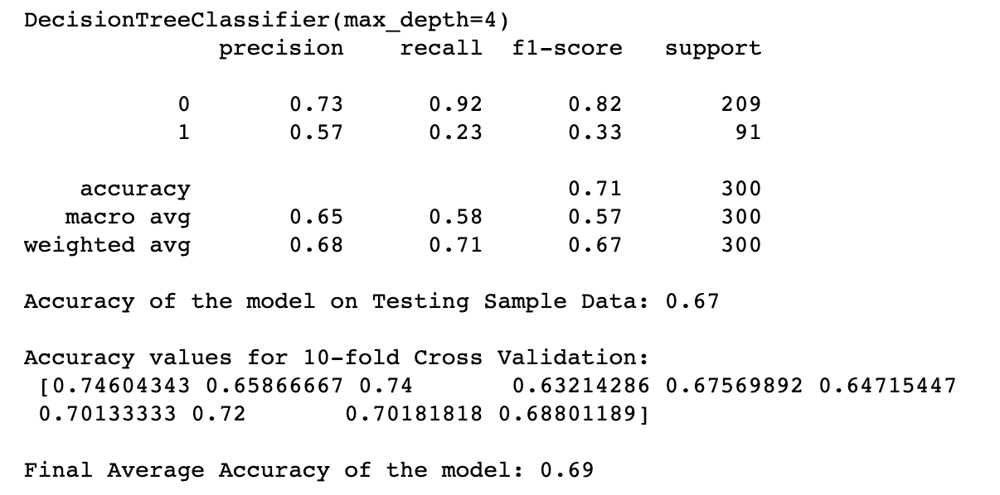 DecisionTreeClassifier(max_depth=4)
precision recall f1-score support
0 0.73 0.92 0.82 209
1 0.57 0.23 0.33 91
accuracy 0.71 300
macro avg 0.65 0.58 0.57 300
weighted avg 0.68 0.71 0.67 300
Accuracy of the model on Testing Sample Data: 0.67
Accuracy values for 10-fold Cross Validation:
[0.74604343 0.65866667 0.74 0.63214286 0.67569892 0.64715447
0.70133333 0.72 0.70181818 0.68801189]
Final Average Accuracy of the model: 0.69